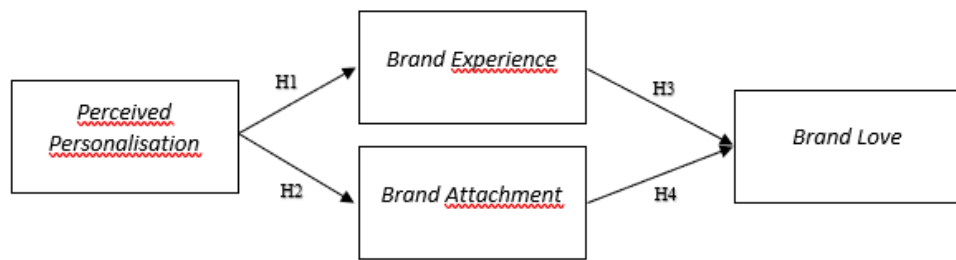 Perceived
Personalisation
H1
H2
Brand Experience
Brand Attachment
H3
H4
Brand Love